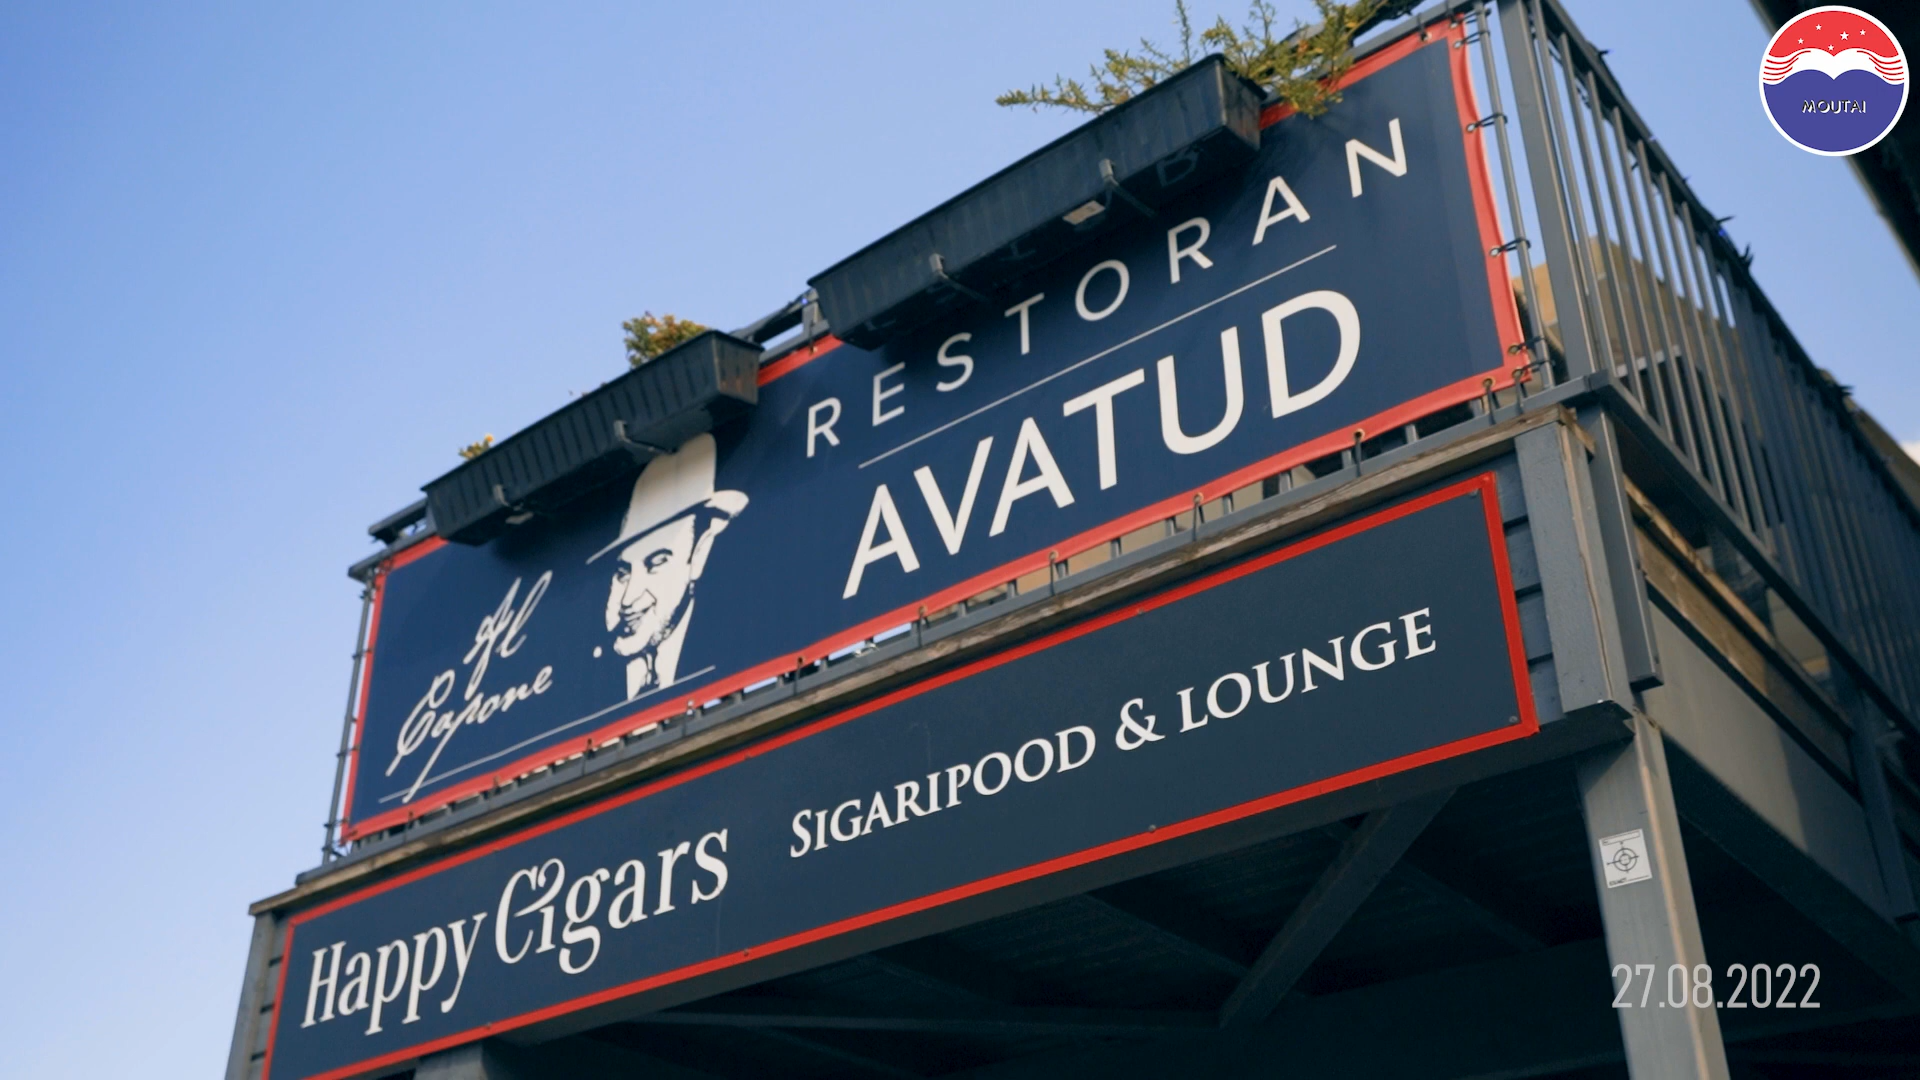 MOUTAI
RESTORAN
AVATUD
Al
Capone
Happy Cigars
SIGARIPOOD & LOUNGE
27.08.2022